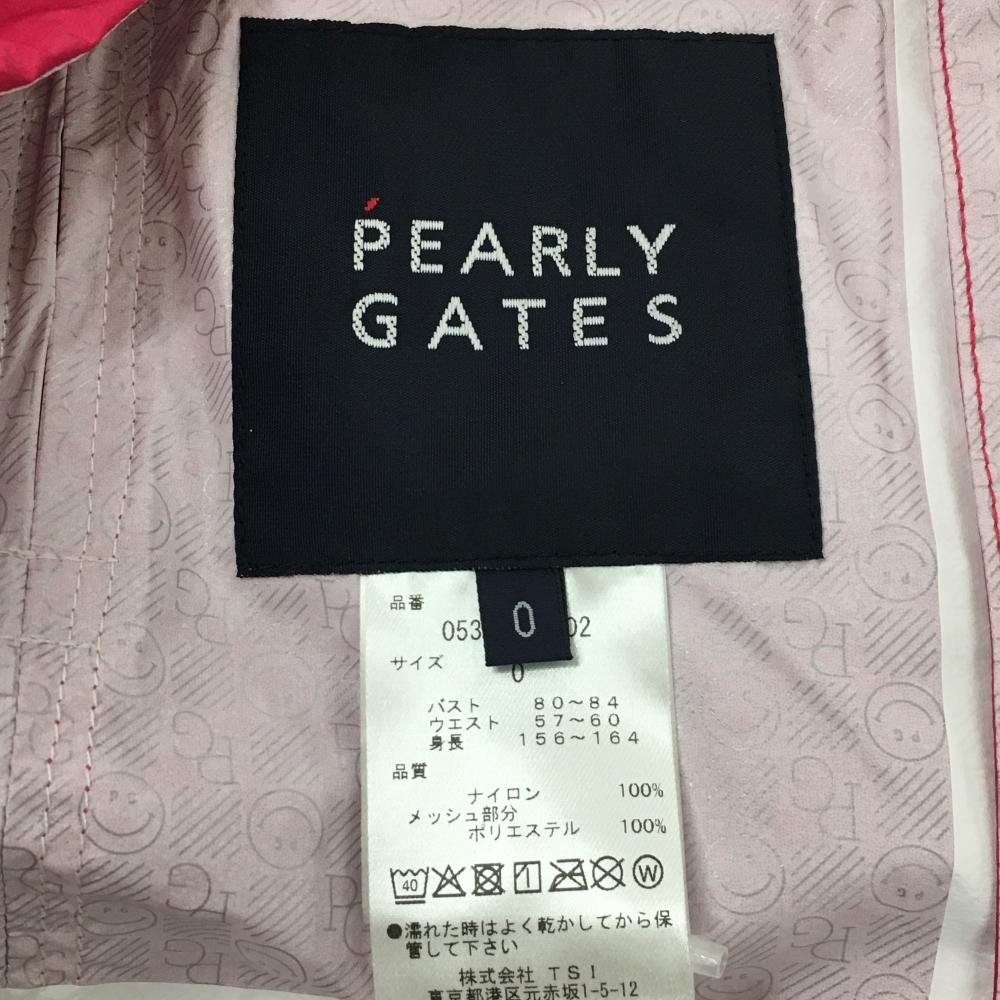 PEARLY
GATES
品番
053 02
0
サイズ
0
バスト 80～84
ウエスト 57～60
身長 156～164
品質
ナイロン 100%
メッシュ部分
ポリエステル 100%
40
W
●濡れた時はよく乾かしてから保
管して下さい
株式会社 TSI
東京都港区元赤坂1-5-12